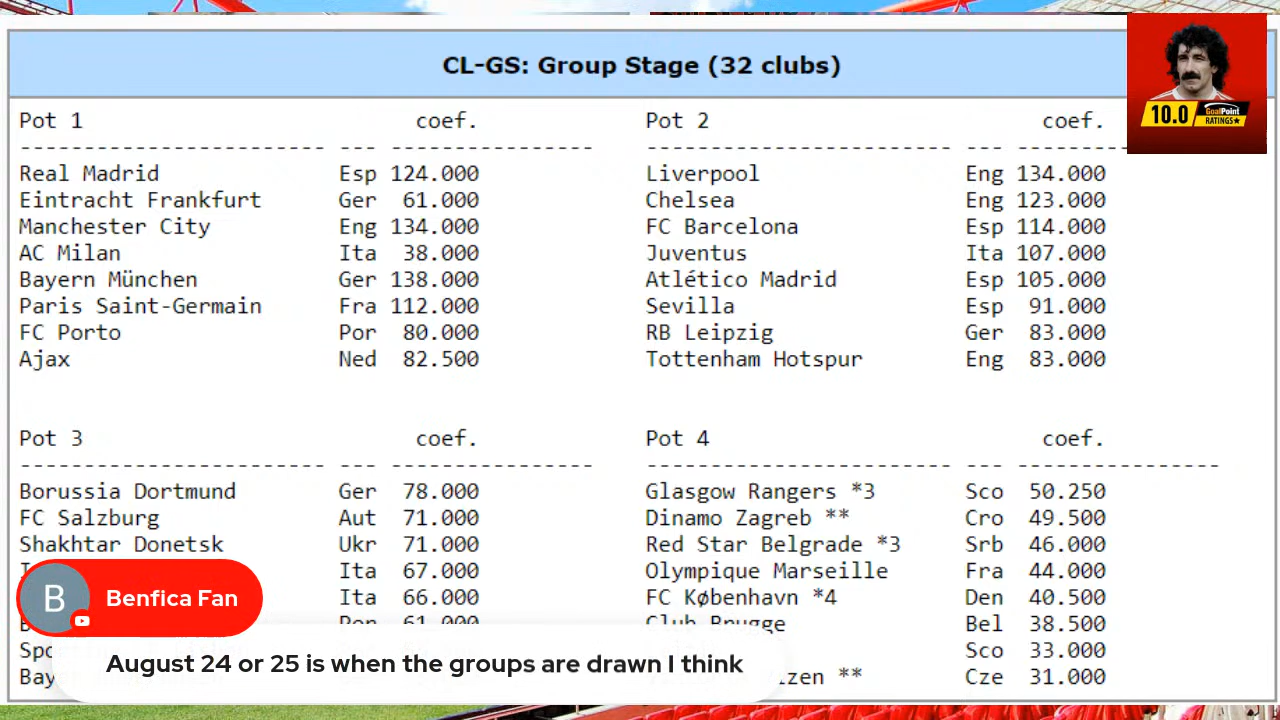 CL-GS: Group Stage (32 clubs)
10.0 GoalPoint
RATINGS★
Pot 1 coef.
------------------------ --- ----------------
Real Madrid Esp 124.000
Eintracht Frankfurt Ger 61.000
Manchester City Eng 134.000
AC Milan Ita 38.000
Bayern München Ger 138.000
Paris Saint-Germain Fra 112.000
FC Porto Por 80.000
Ajax Ned 82.500
Pot 2 coef.
Liverpool Eng 134.000
Chelsea Eng 123.000
FC Barcelona Esp 114.000
Juventus Ita 107.000
Atlético Madrid Esp 105.000
Sevilla Esp 91.000
RB Leipzig Ger 83.000
Tottenham Hotspur Eng 83.000
Pot 3 coef.
------------------------ --- ----------------
Borussia Dortmund Ger 78.000
FC Salzburg Aut 71.000
Shakhtar Donetsk Ukr 71.000
Ita 67.000
Ita 66.000
61.000
Pot 4 coef.
------------------------ --- ----------------
Glasgow Rangers *3 Sco 50.250
Dinamo Zagreb ** Cro 49.500
Red Star Belgrade *3 Srb 46.000
Olympique Marseille Fra 44.000
FC København *4 Den 40.500
Club Brugge Bel 38.500
Sco 33.000
** Cze 31.000
B Benfica Fan
August 24 or 25 is when the groups are drawn I think